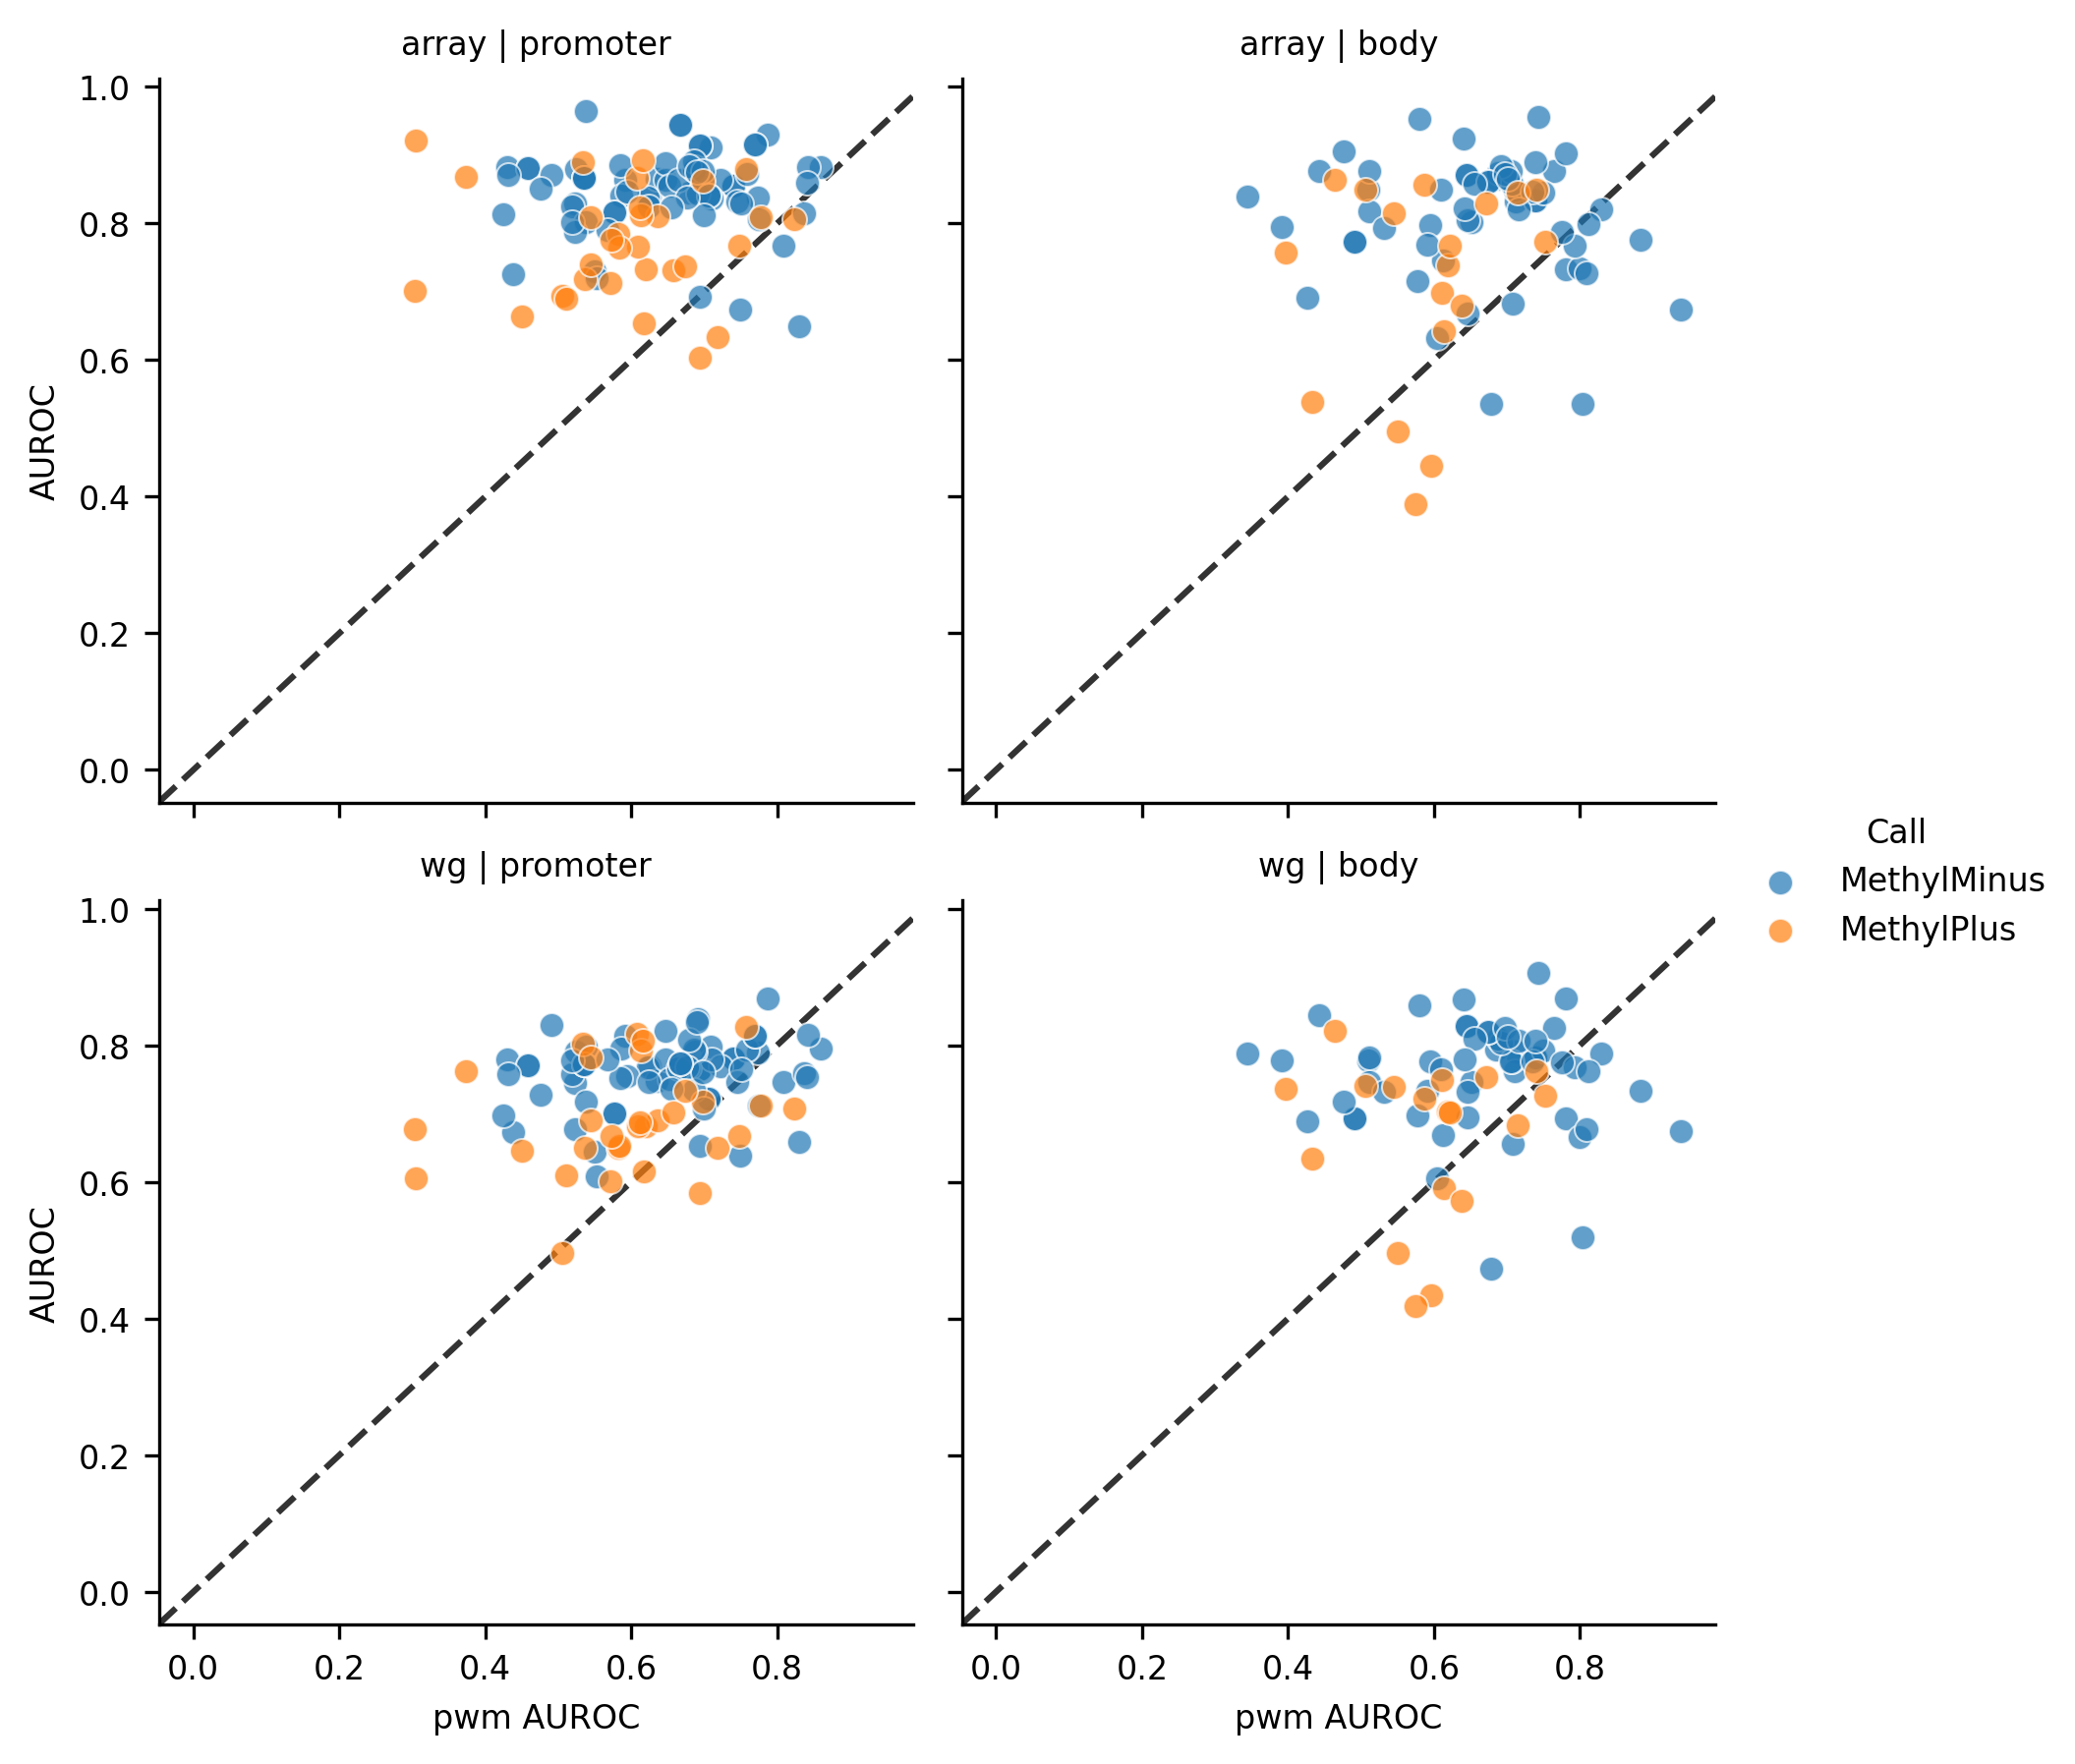 array | promoter
array | body
1.0
0.8
0.6
0.4
0.2
0.0
AUROC
wg | promoter
wg | body
Call
MethylMinus
MethylPlus
1.0
0.8
0.6
0.4
0.2
0.0
AUROC
0.0 0.2 0.4 0.6 0.8
0.0 0.2 0.4 0.6 0.8
pwm AUROC
pwm AUROC